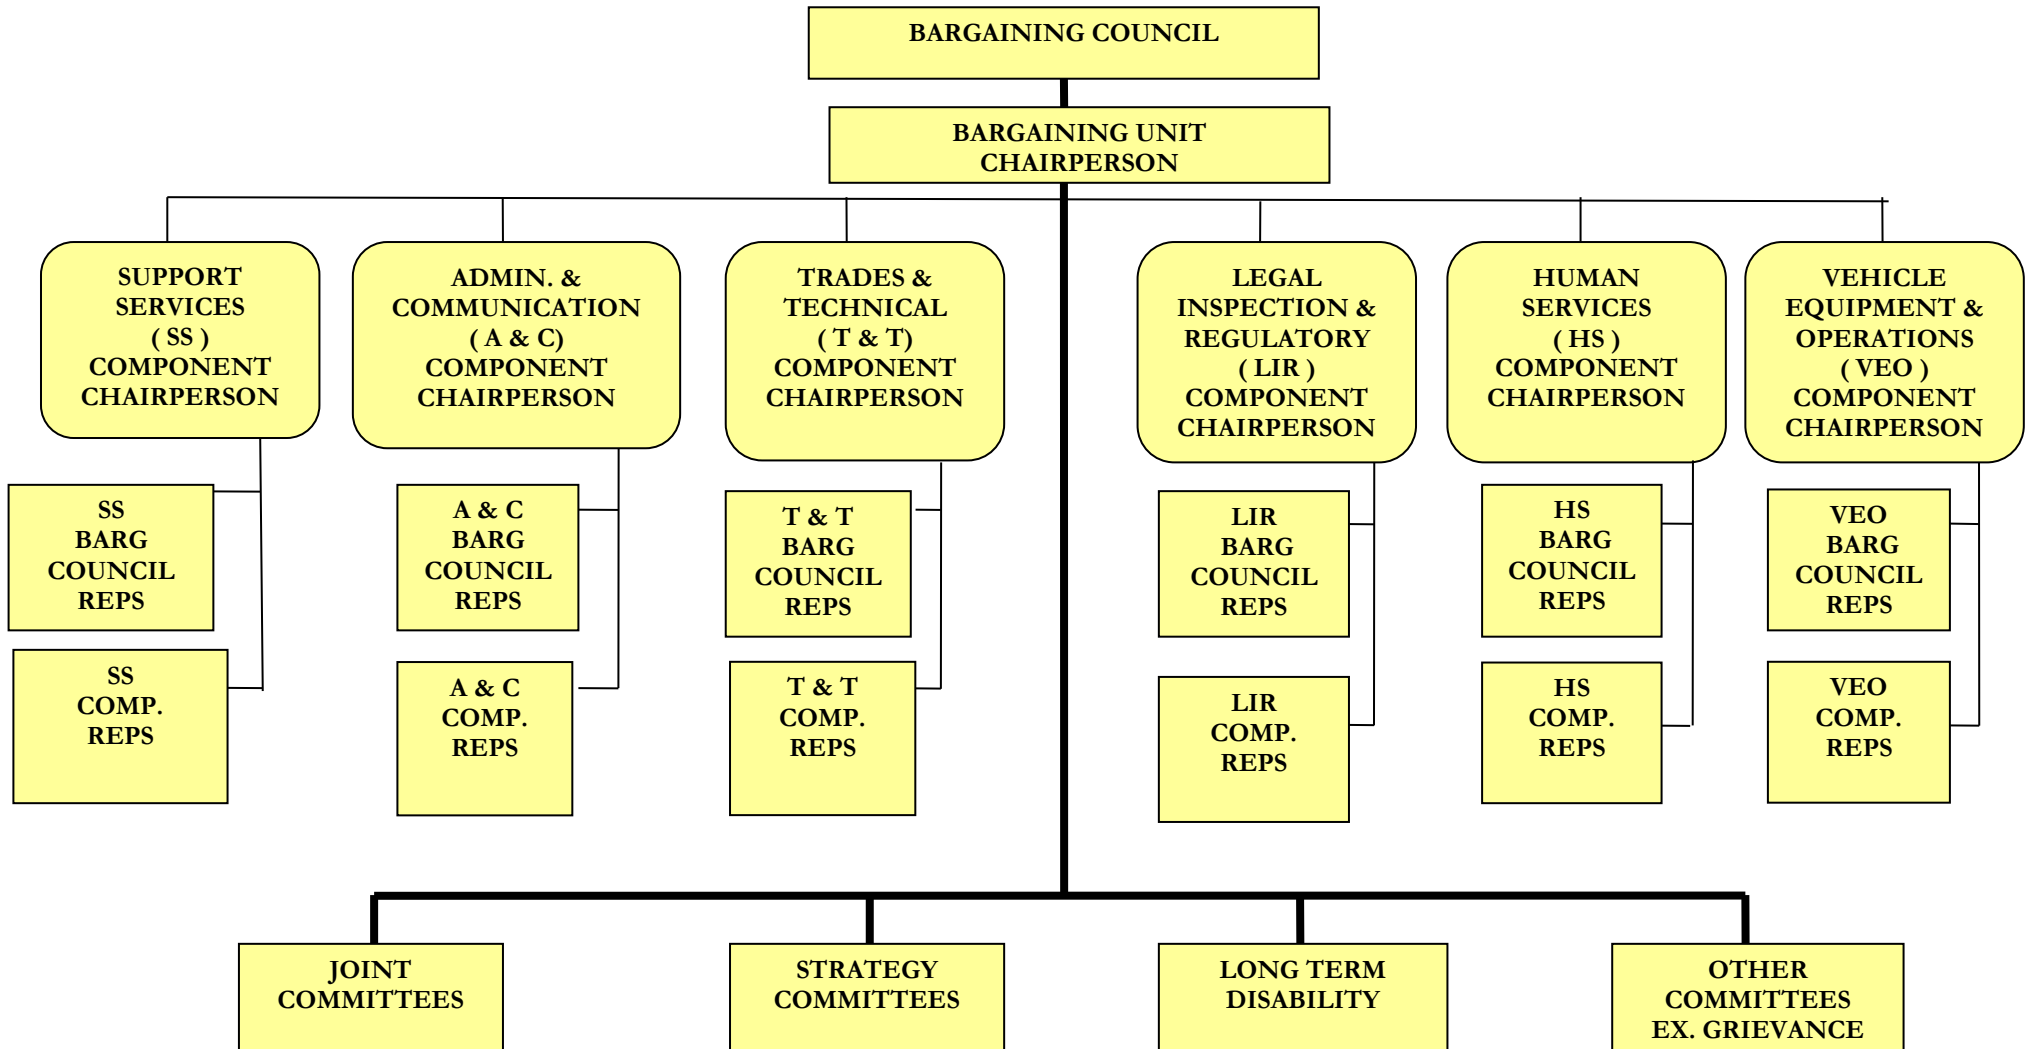 BARGAINING COUNCIL
BARGAINING UNIT
CHAIRPERSON
SUPPORT
SERVICES
( SS )
COMPONENT
CHAIRPERSON
ADMIN. &
COMMUNICATION
( A & C)
COMPONENT
CHAIRPERSON
TRADES &
TECHNICAL
( T & T)
COMPONENT
CHAIRPERSON
LEGAL
INSPECTION &
REGULATORY
( LIR )
COMPONENT
CHAIRPERSON
HUMAN
SERVICES
( HS )
COMPONENT
CHAIRPERSON
VEHICLE
EQUIPMENT &
OPERATIONS
( VEO )
COMPONENT
CHAIRPERSON
SS
BARG
COUNCIL
REPS
A & C
BARG
COUNCIL
REPS
T & T
BARG
COUNCIL
REPS
LIR
BARG
COUNCIL
REPS
HS
BARG
COUNCIL
REPS
VEO
BARG
COUNCIL
REPS
SS
COMP.
REPS
A & C
COMP.
REPS
T & T
COMP.
REPS
LIR
COMP.
REPS
HS
COMP.
REPS
VEO
COMP.
REPS
JOINT
COMMITTEES
STRATEGY
COMMITTEES
LONG TERM
DISABILITY
OTHER
COMMITTEES
EX. GRIEVANCE